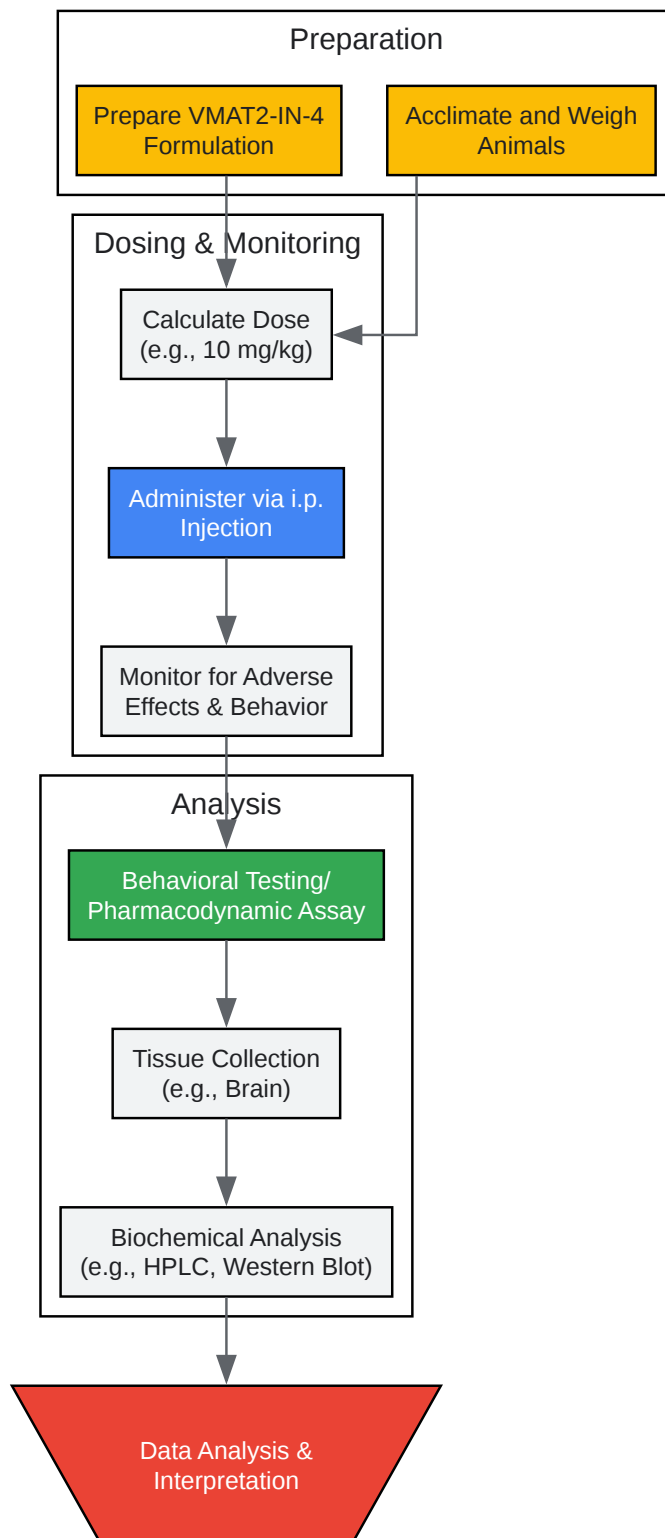 Preparation
Prepare VMAT2-IN-4
Formulation
Acclimate and Weigh
Animals
Dosing & Monitoring
Calculate Dose
(e.g., 10 mg/kg)
Administer via i.p.
Injection
Monitor for Adverse
Effects & Behavior
Analysis
Behavioral Testing/
Pharmacodynamic Assay
Tissue Collection
(e.g., Brain)
Biochemical Analysis
(e.g., HPLC, Western Blot)
Data Analysis &
Interpretation